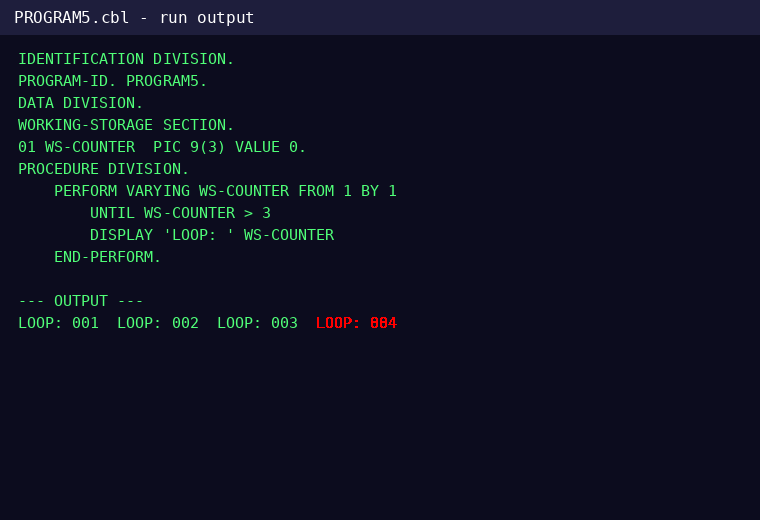 PROGRAM5.cbl - run output
IDENTIFICATION DIVISION.
PROGRAM-ID. PROGRAM5.
DATA DIVISION.
WORKING-STORAGE SECTION.
01 WS-COUNTER  PIC 9(3) VALUE 0.
PROCEDURE DIVISION.
    PERFORM VARYING WS-COUNTER FROM 1 BY 1
        UNTIL WS-COUNTER > 3
        DISPLAY 'LOOP: ' WS-COUNTER
    END-PERFORM.
--- OUTPUT ---
LOOP: 001  LOOP: 002  LOOP: 003  LOOP: